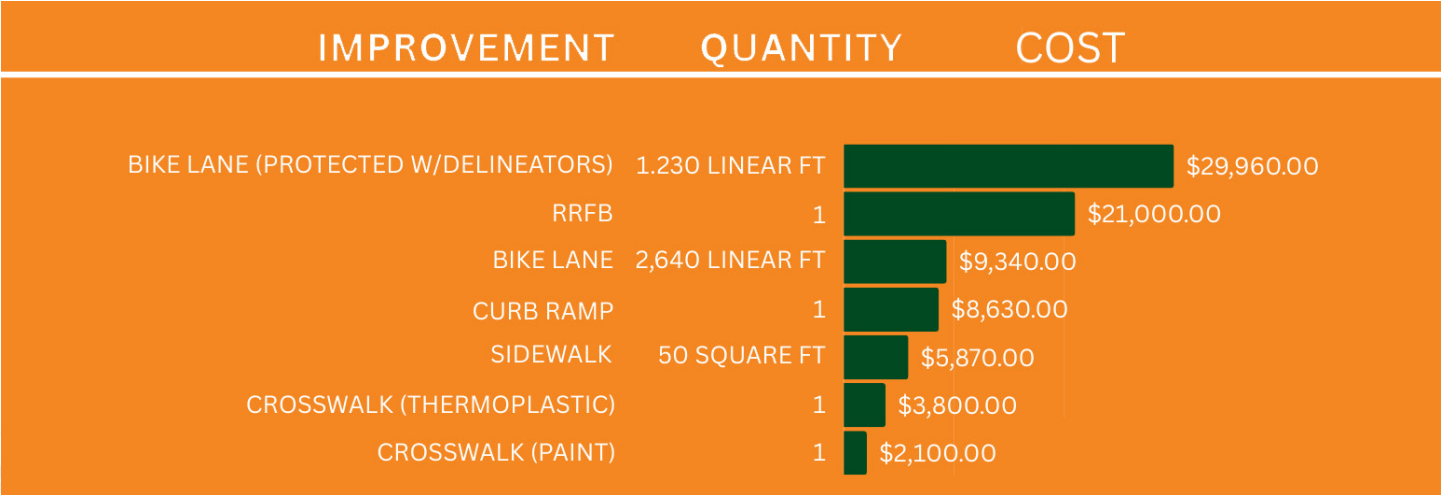 IMPROVEMENT QUANTITY COST
BIKE LANE (PROTECTED W/DELINEATORS) 1.230 LINEAR FT $29,960.00
RRFB 1 $21,000.00
BIKE LANE 2,640 LINEAR FT $9,340.00
CURB RAMP 1 $8,630.00
SIDEWALK 50 SQUARE FT $5,870.00
CROSSWALK (THERMOPLASTIC) 1 $3,800.00
CROSSWALK (PAINT) 1 $2,100.00